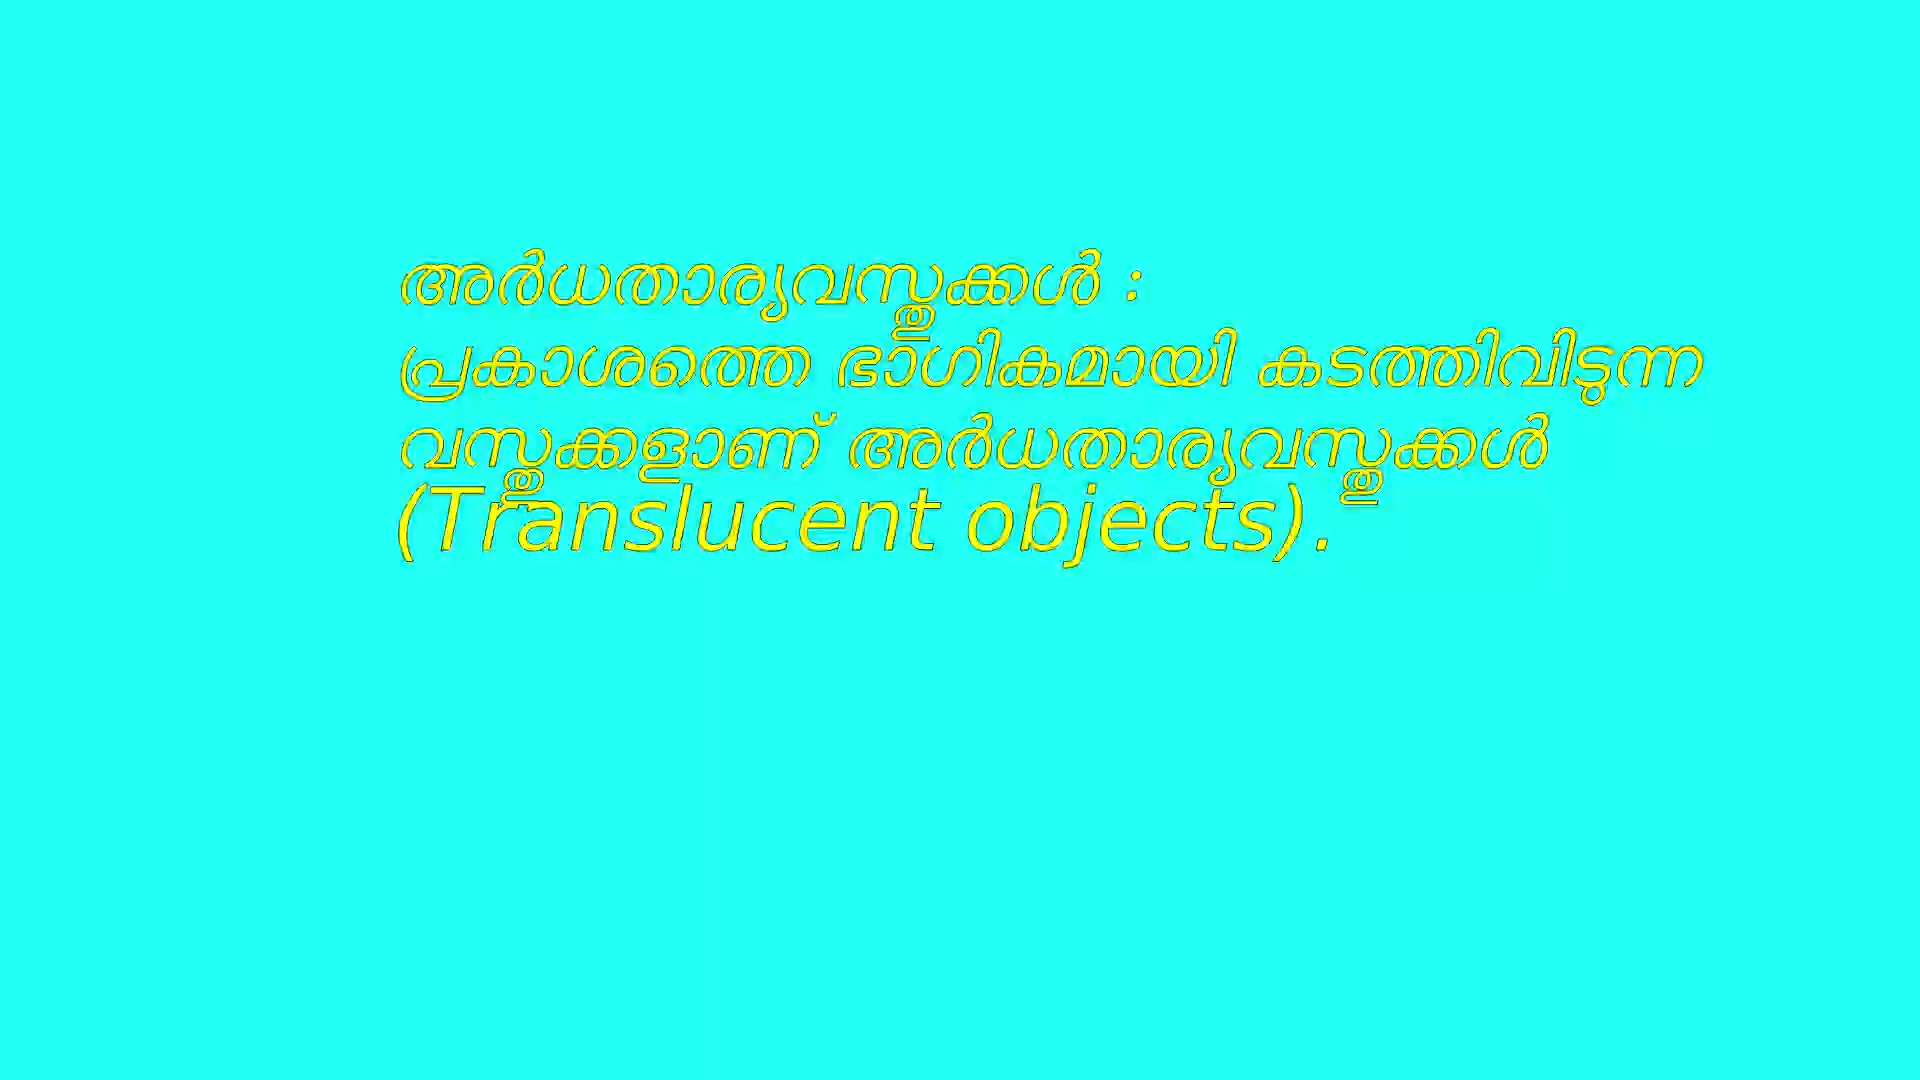 അർധതാര്യവസ്തുക്കൾ :
പ്രകാശത്തെ ഭാഗികമായി കടത്തിവിടുന്ന
വസ്തുക്കളാണ് അർധതാര്യവസ്തുക്കൾ
(Translucent objects).